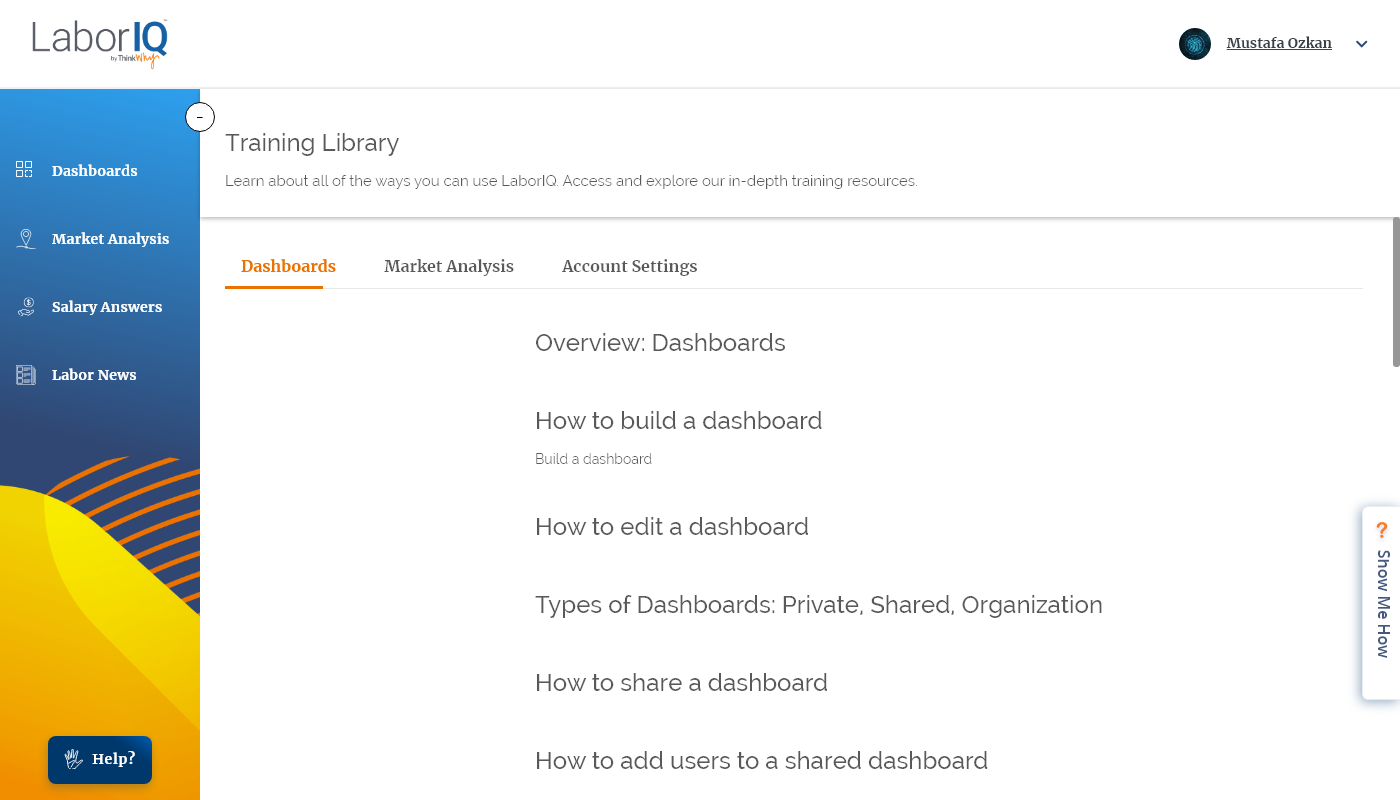 LaborIQ
by ThinkWhy
Mustafa Ozkan
-
Training Library
Learn about all of the ways you can use LaborIQ. Access and explore our in-depth training resources.
Dashboards
Market Analysis
Salary Answers
Labor News
Dashboards Market Analysis Account Settings
Overview: Dashboards
How to build a dashboard
Build a dashboard
How to edit a dashboard
Types of Dashboards: Private, Shared, Organization
How to share a dashboard
How to add users to a shared dashboard
? Show Me How
Help?